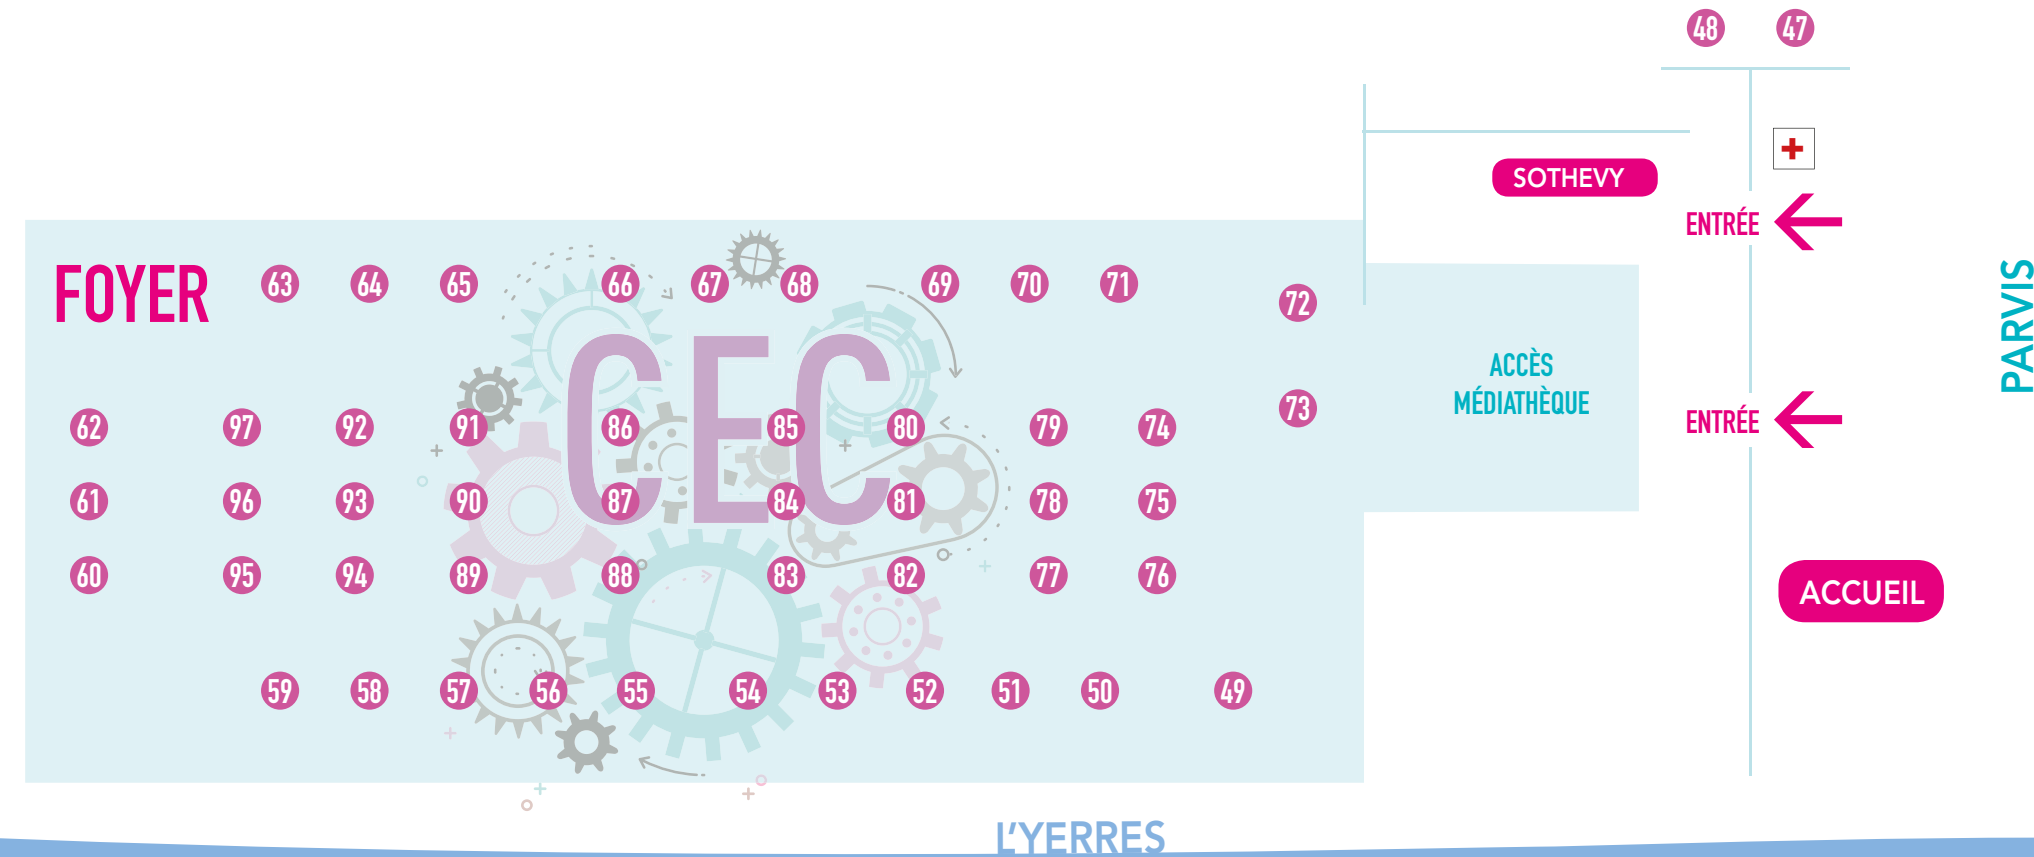 48 47
SOTHEVY
ENTRÉE
PARVIS
FOYER
63 64 65 66 67 68 69 70 71
72
CEC
ACCÈS
MÉDIATHÈQUE
73
ENTRÉE
62 97 92 91 86 85 80 79 74
61 96 93 90 87 84 81 78 75
60 95 94 89 88 83 82 77 76
ACCUEIL
59 58 57 56 55 54 53 52 51 50 49
L'YERRES